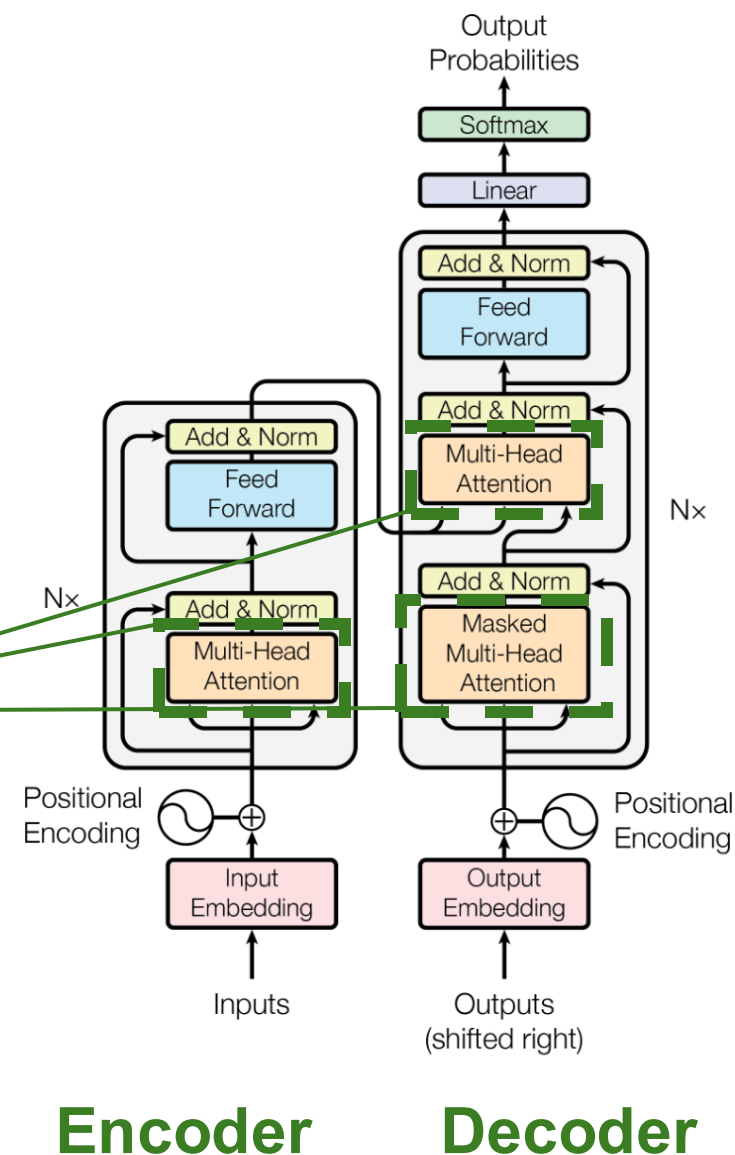 Output
Probabilities
Softmax
Linear
Add & Norm
Feed
Forward
Add & Norm
Multi-Head
Attention
Nx
Add & Norm
Masked
Multi-Head
Attention
Add & Norm
Feed
Forward
Nx
Add & Norm
Multi-Head
Attention
Positional
Encoding
Positional
Encoding
Input
Embedding
Output
Embedding
Inputs
Outputs
(shifted right)
Encoder
Decoder